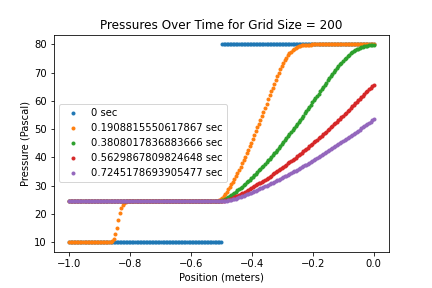 Pressures Over Time for Grid Size = 200
Pressure (Pascal)
80
70
60
50
40
30
20
10
0 sec
0.1908815550617867 sec
0.3808017836883666 sec
0.5629867809824648 sec
0.7245178693905477 sec
−1.0 −0.8 −0.6 −0.4 −0.2 0.0
Position (meters)